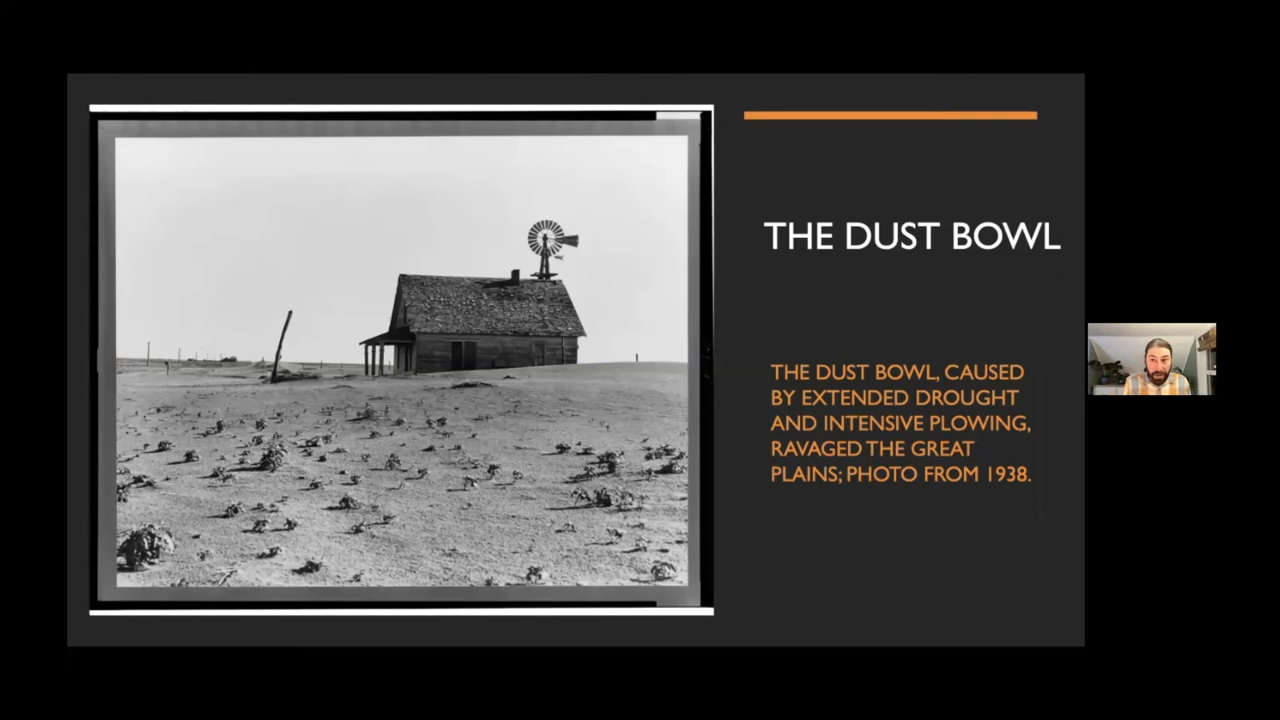 THE DUST BOWL
THE DUST BOWL, CAUSED
BY EXTENDED DROUGHT
AND INTENSIVE PLOWING,
RAVAGED THE GREAT
PLAINS; PHOTO FROM 1938.